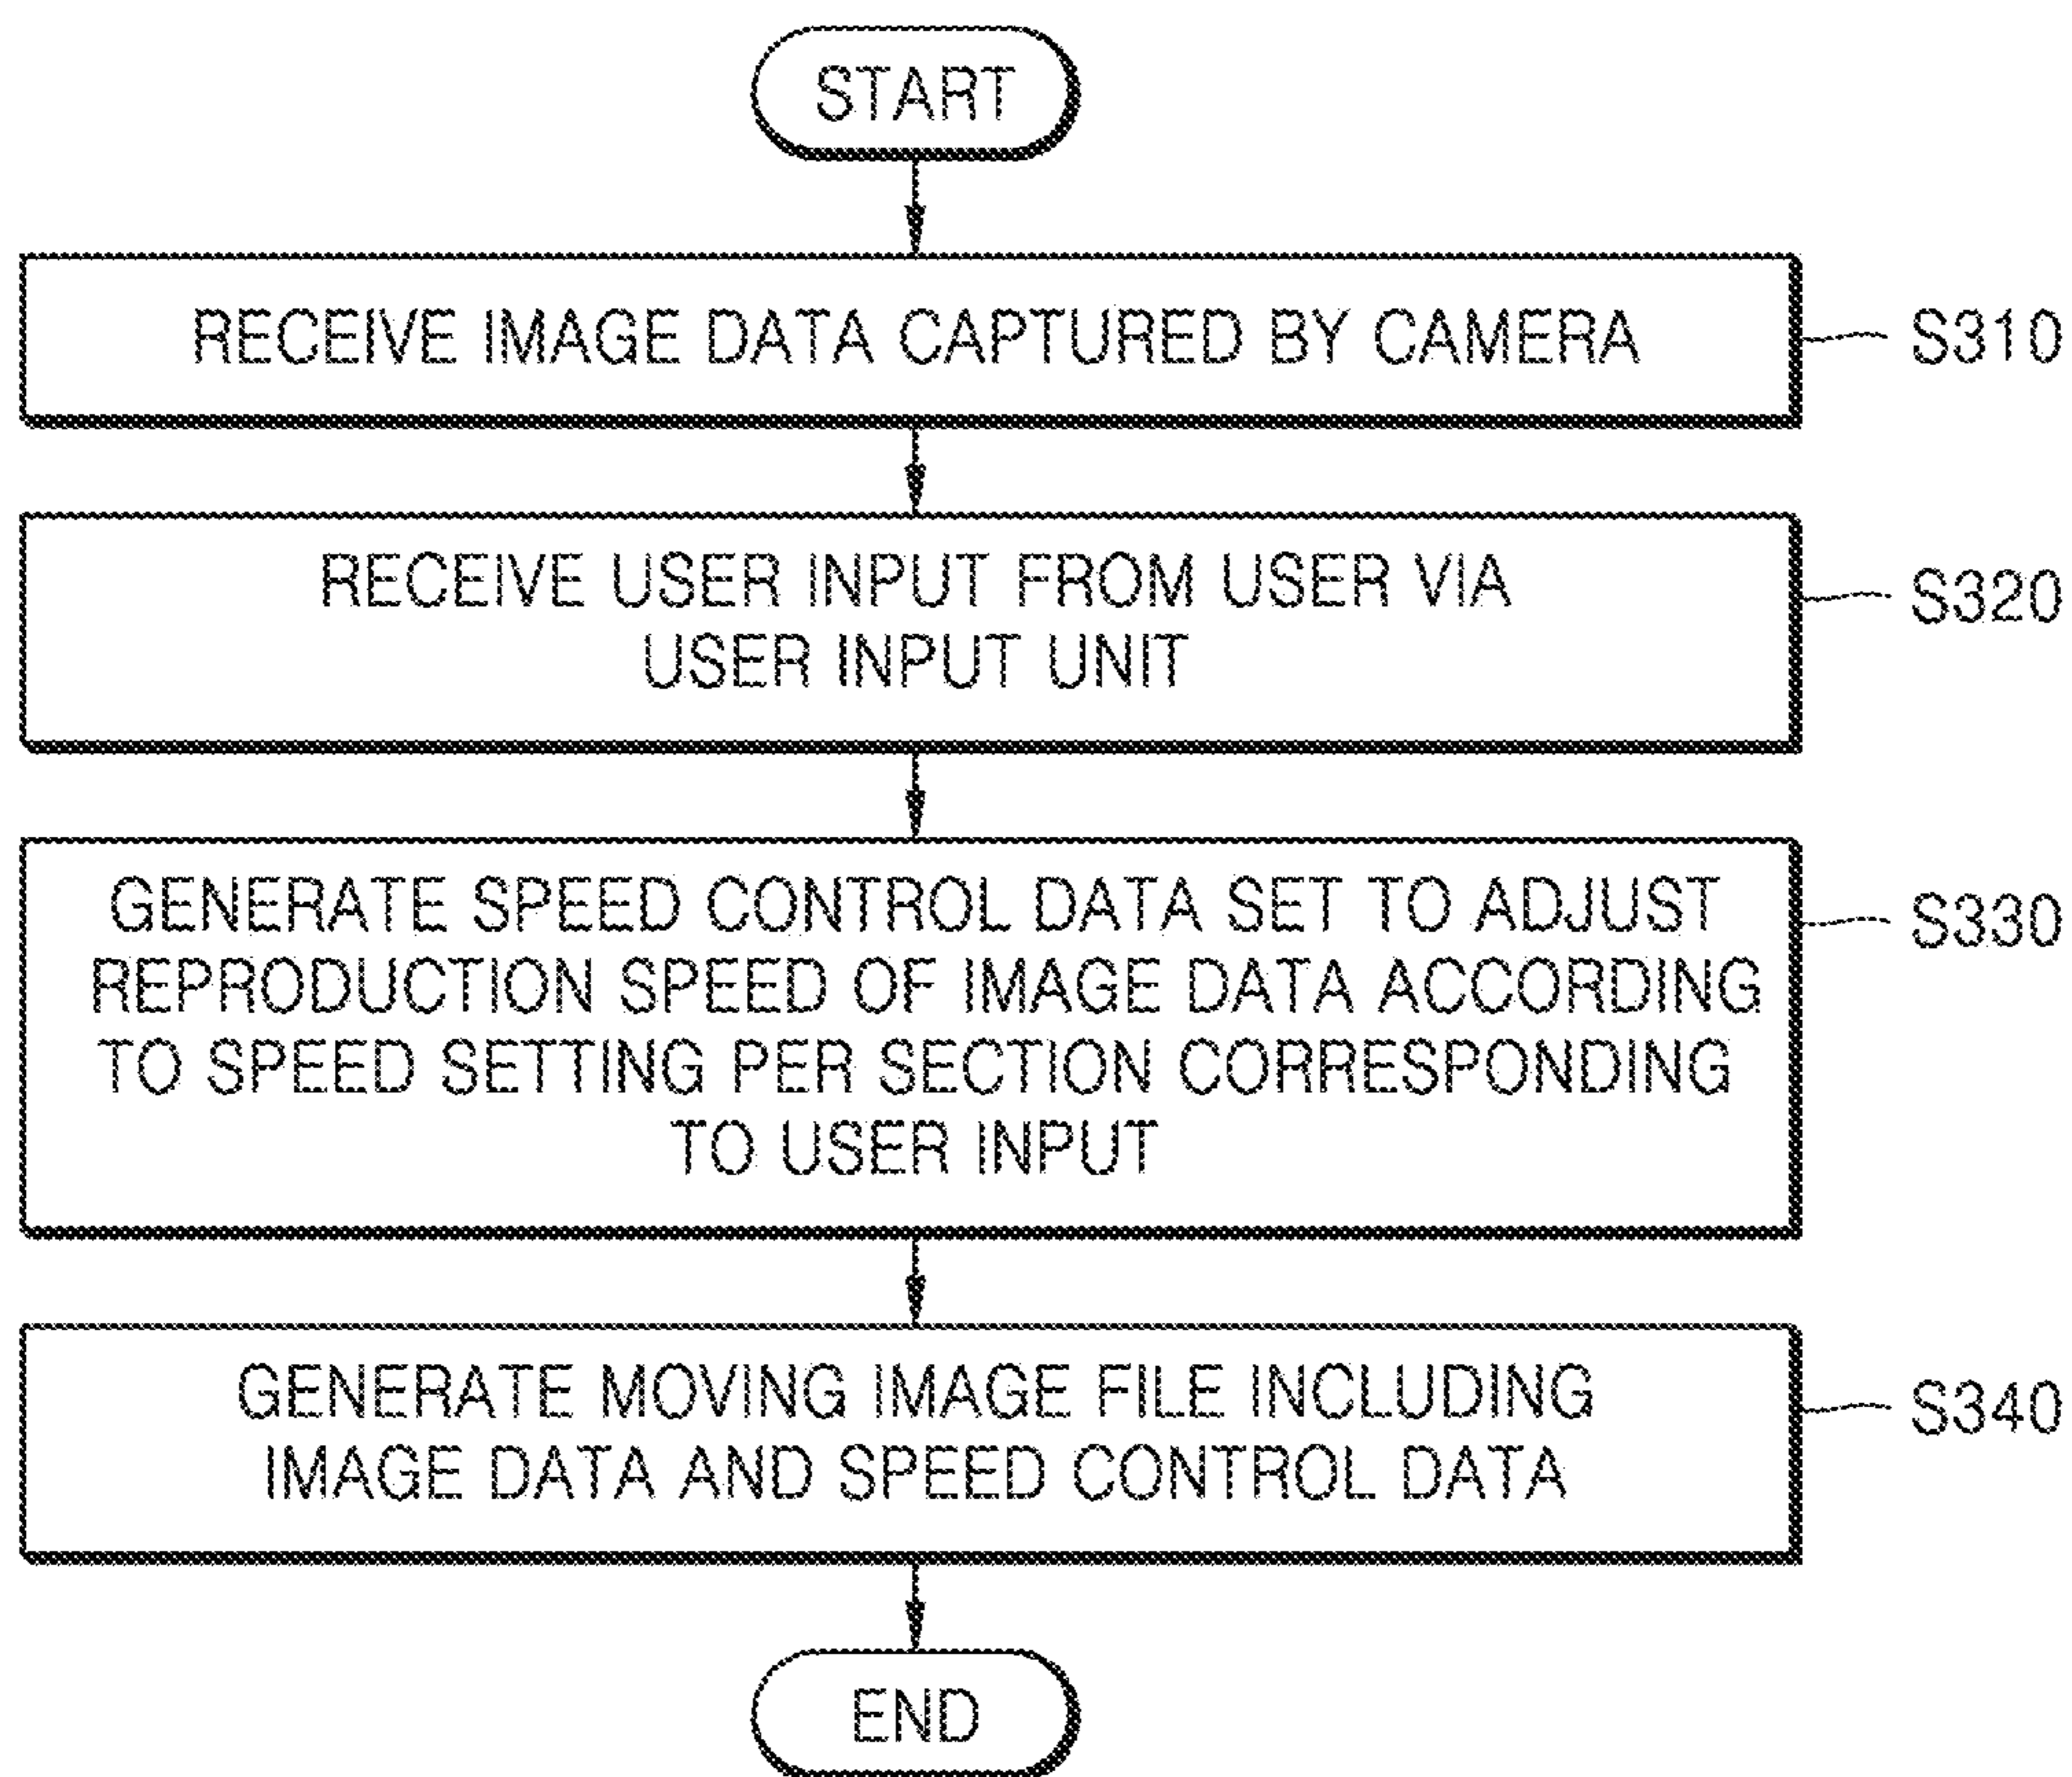 START
RECEIVE IMAGE DATA CAPTURED BY CAMERA
S310
RECEIVE USER INPUT FROM USER VIA
USER INPUT UNIT
S320
GENERATE SPEED CONTROL DATA SET TO ADJUST
REPRODUCTION SPEED OF IMAGE DATA ACCORDING
TO SPEED SETTING PER SECTION CORRESPONDING
TO USER INPUT
S330
GENERATE MOVING IMAGE FILE INCLUDING
IMAGE DATA AND SPEED CONTROL DATA
S340
END